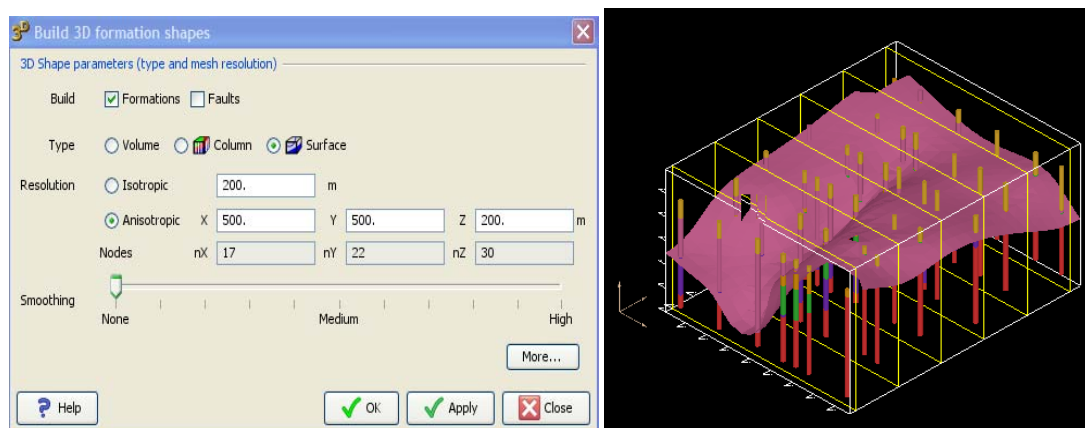 Build 3D formation shapes
3D Shape parameters (type and mesh resolution)
Build Formations Faults
Type Volume Column Surface
Resolution Isotropic 200. m
Anisotropic X 500. Y 500. Z 200. m
Nodes nX 17 nY 22 nZ 30
Smoothing
None Medium High
More...
Help OK Apply Close